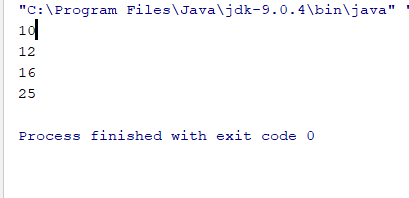 "C:\Program Files\Java\jdk-9.0.4\bin\java" '
10
12
16
25
Process finished with exit code 0